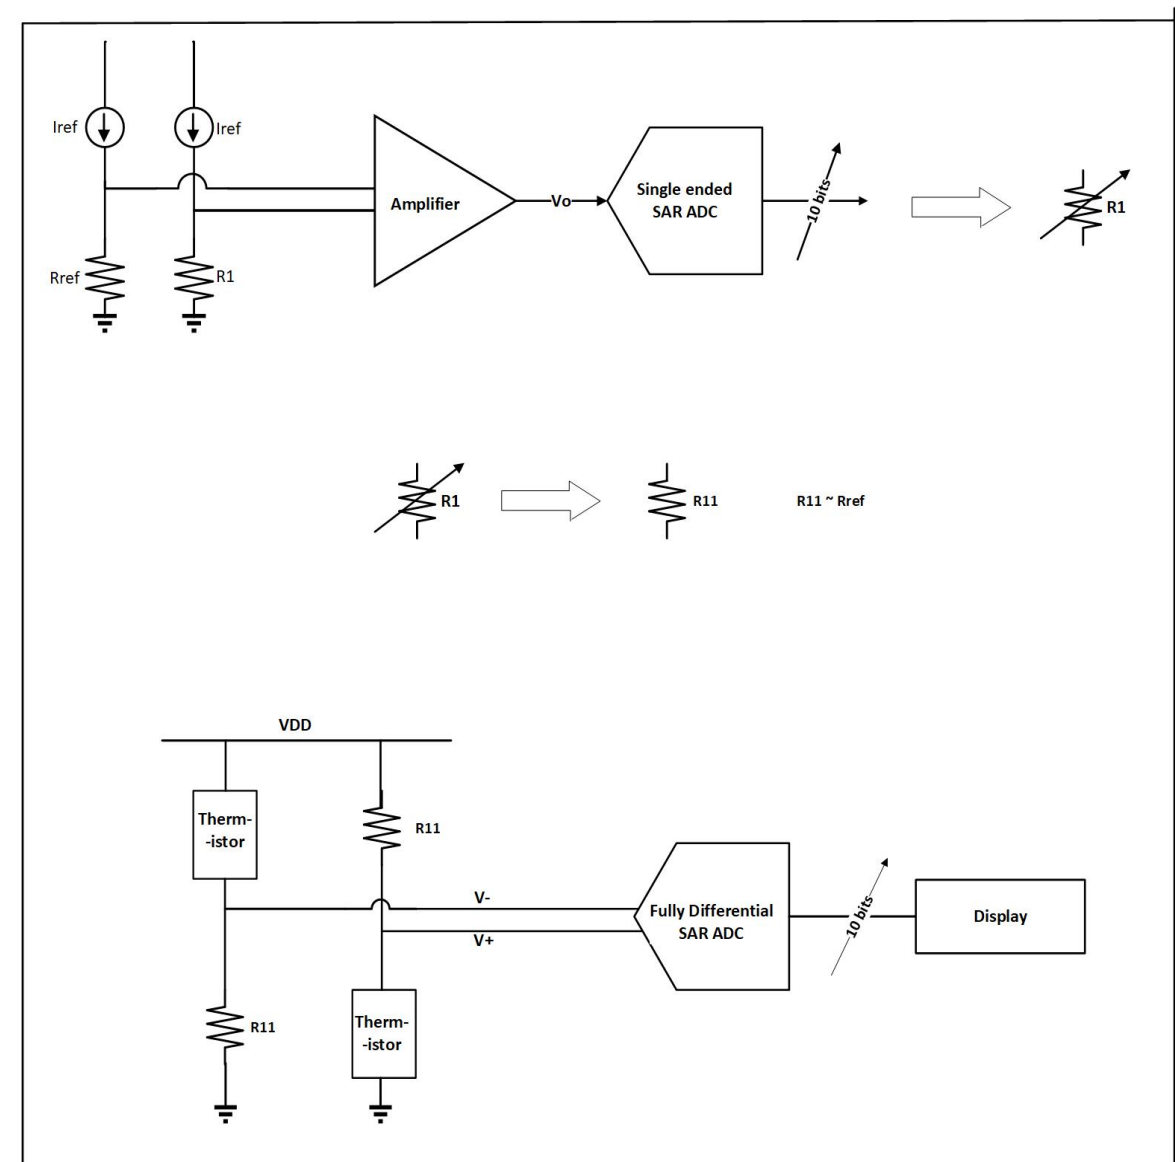 Iref
Iref
Amplifier
Vo
Single ended
SAR ADC
10 bits
R1
Rref
R1
R1
R11
R11 ~ Rref
VDD
Therm-
-istor
R11
V-
V+
Fully Differential
SAR ADC
10 bits
Display
R11
Therm-
-istor